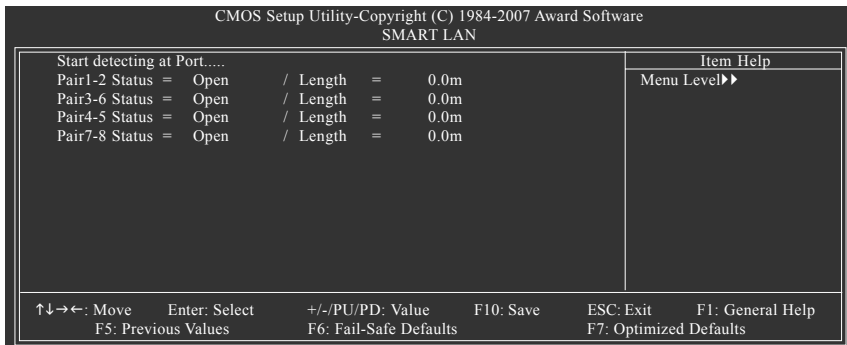 CMOS Setup Utility-Copyright (C) 1984-2007 Award Software
SMART LAN
Start detecting at Port.....
Pair1-2 Status = Open / Length = 0.0m
Pair3-6 Status = Open / Length = 0.0m
Pair4-5 Status = Open / Length = 0.0m
Pair7-8 Status = Open / Length = 0.0m
Item Help
Menu Level▶▶
↑↓→←: Move Enter: Select +/-/PU/PD: Value F10: Save ESC: Exit F1: General Help
F5: Previous Values F6: Fail-Safe Defaults F7: Optimized Defaults